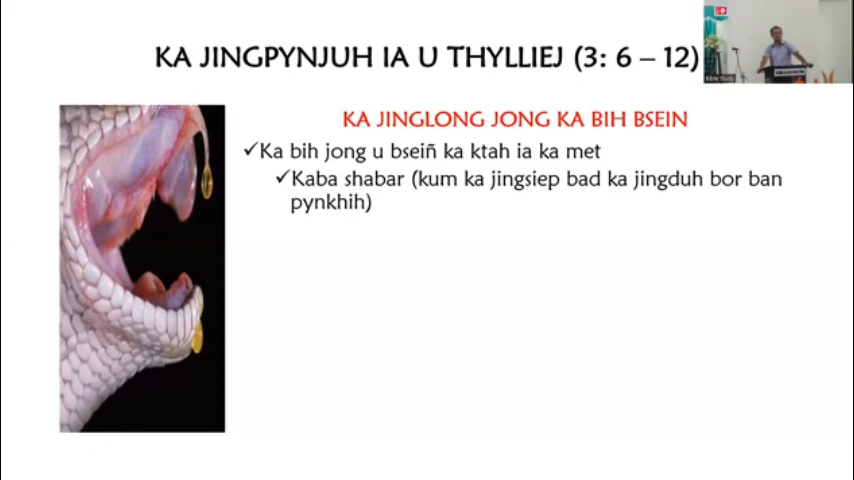 KA JINGPYNJUH IA U THYLLIEJ (3: 6 – 12)
KA JINGLONG JONG KA BIH BSEIN
✓Ka bih jong u bseiñ ka ktah ia ka met
✓Kaba shabar (kum ka jingsiep bad ka jingduh bor ban
pynkhih)